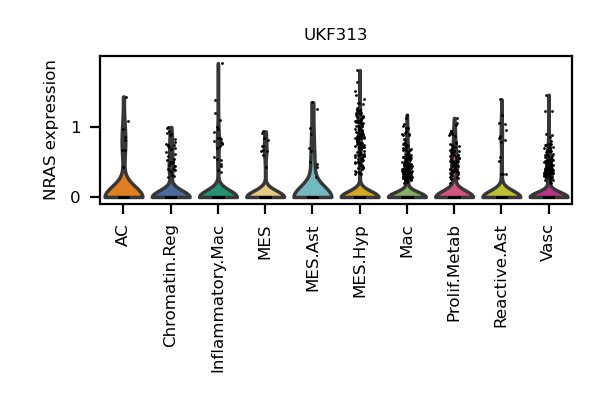 UKF313
NRAS expression
1
0
AC
Chromatin.Reg
Inflammatory.Mac
MES
MES.Ast
MES.Hyp
Mac
Prolif.Metab
Reactive.Ast
Vasc